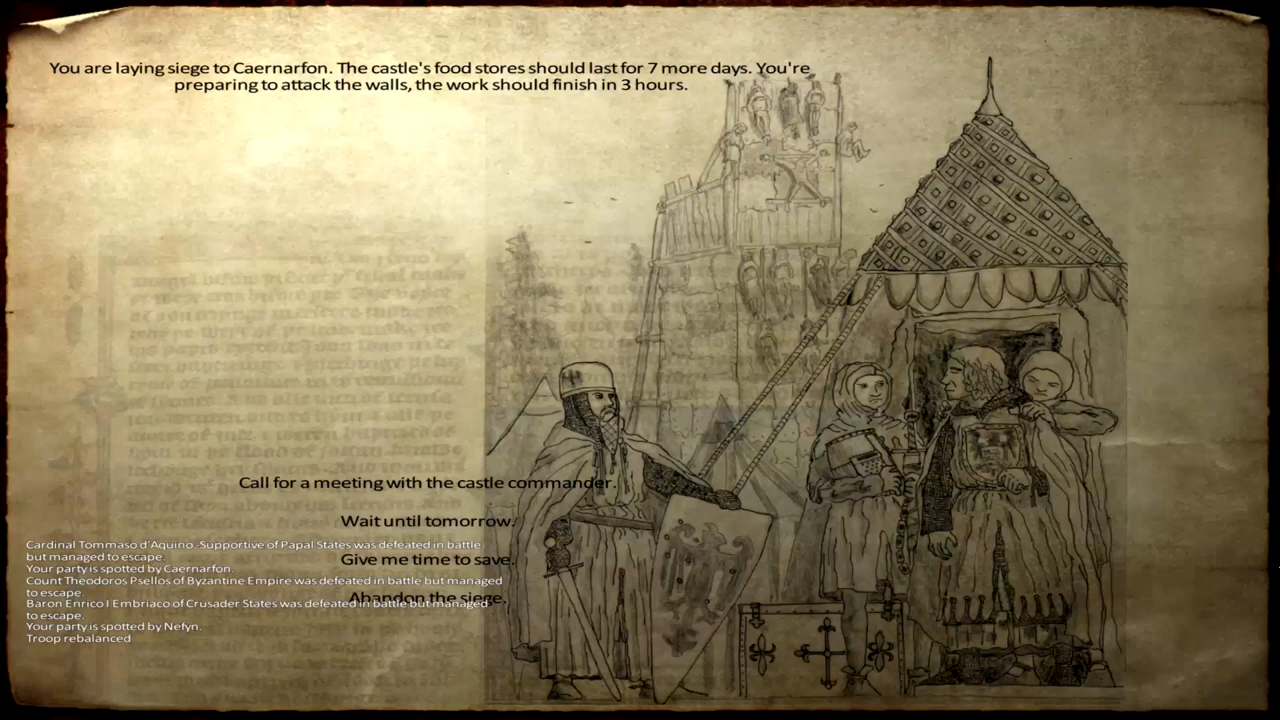 You are laying siege to Caernarfon. The castle's food stores should last for 7 more days. You're
preparing to attack the walls, the work should finish in 3 hours.
Call for a meeting with the castle commander.
Wait until tomorrow.
Give me time to save.
Abandon the siege.
Cardinal Tommaso d'Aquino.-Supportive of Papal States was defeated in battle
but managed to escape.
Your party is spotted by Caernarfon.
Count Theodoros Psellos of Byzantine Empire was defeated in battle but managed
to escape.
Baron Enrico I Embriaco of Crusader States was defeated in battle but managed
to escape.
Your party is spotted by Nefyn.
Troop rebalanced